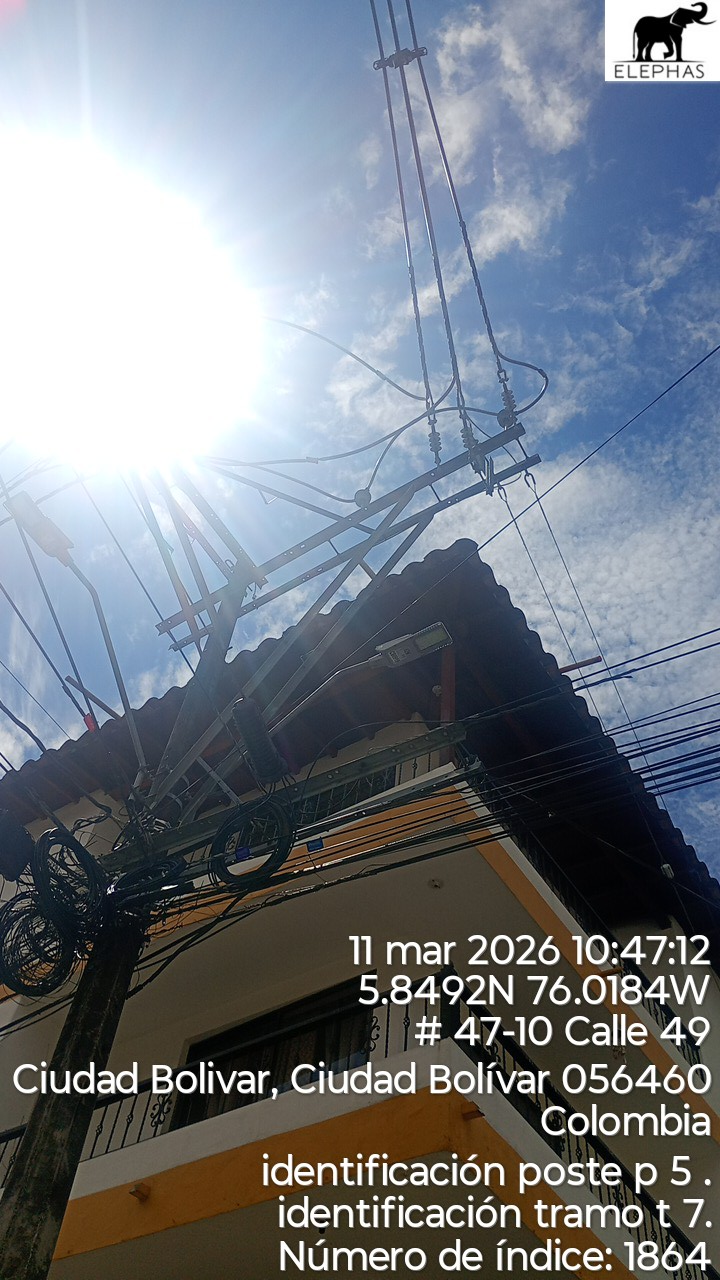 ELEPHAS
11 mar 2026 10:47:12
5.8492N 76.0184W
# 47-10 Calle 49
Ciudad Bolivar, Ciudad Bolívar 056460
Colombia
identificación poste p 5 .
identificación tramo t 7.
Número de índice: 1864